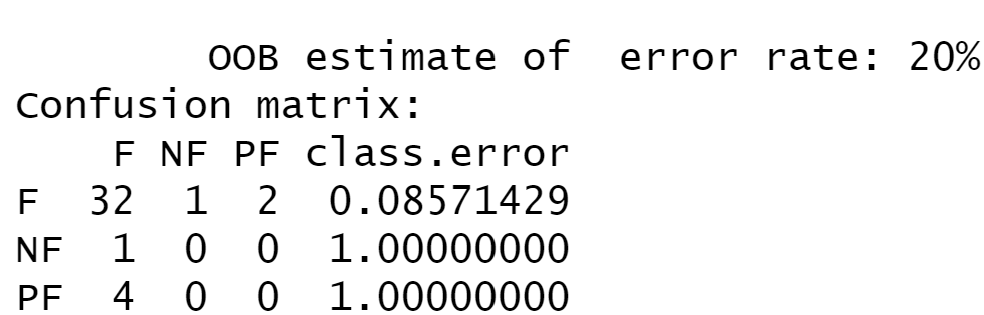 OOB estimate of  error rate: 20%
Confusion matrix:
    F NF PF class.error
F  32  1  2  0.08571429
NF  1  0  0  1.00000000
PF  4  0  0  1.00000000